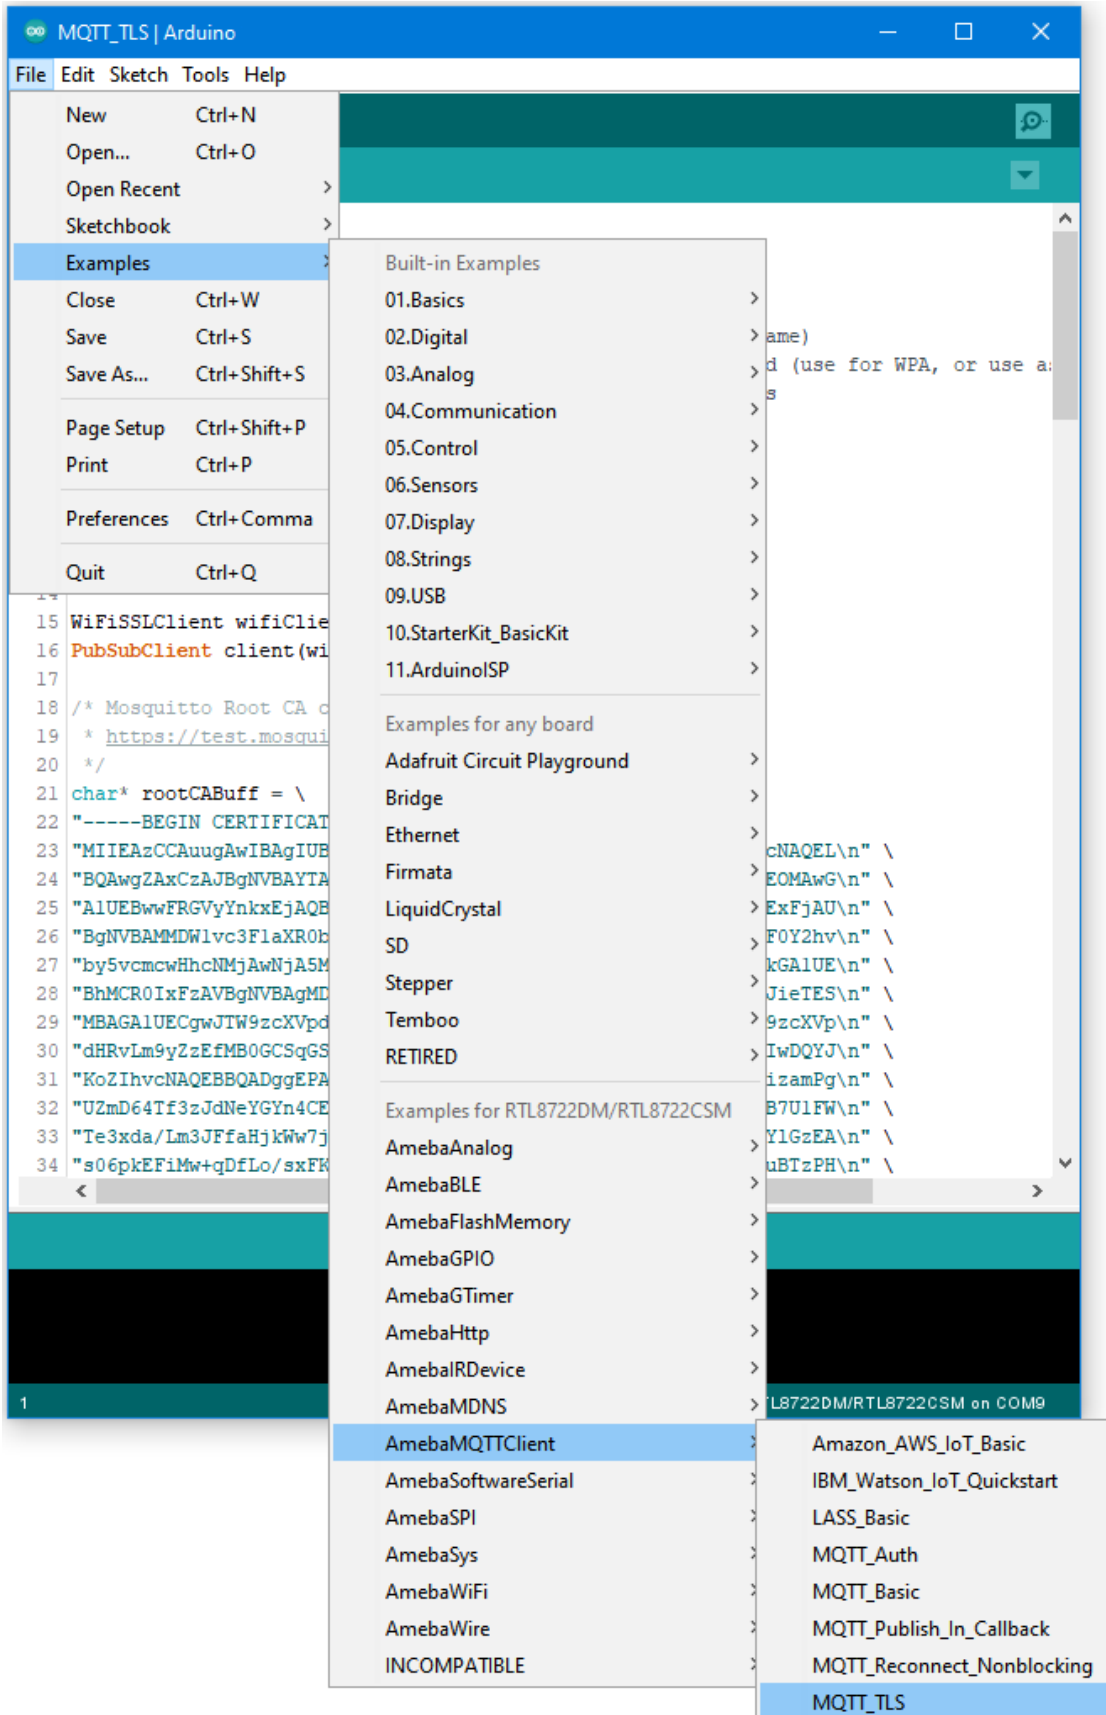 MQTT_TLS | Arduino
File Edit Sketch Tools Help
New Ctrl+N
Open... Ctrl+O
Open Recent
Sketchbook
Examples
Close Ctrl+W
Save Ctrl+S
Save As... Ctrl+Shift+S
Page Setup Ctrl+Shift+P
Print Ctrl+P
Preferences Ctrl+Comma
Quit Ctrl+Q
Built-in Examples
01.Basics
02.Digital
03.Analog
04.Communication
05.Control
06.Sensors
07.Display
08.Strings
09.USB
10.StarterKit_BasicKit
11.ArduinoISP
Examples for any board
Adafruit Circuit Playground
Bridge
Ethernet
Firmata
LiquidCrystal
SD
Stepper
Temboo
RETIRED
Examples for RTL8722DM/RTL8722CSM
AmebaAnalog
AmebaBLE
AmebaFlashMemory
AmebaGPIO
AmebaGTimer
AmebaHttp
AmebaIRDevice
AmebaMDNS
AmebaMQTTClient
AmebaSoftwareSerial
AmebaSPI
AmebaSys
AmebaWiFi
AmebaWire
INCOMPATIBLE
Amazon_AWS_IoT_Basic
IBM_Watson_IoT_Quickstart
LASS_Basic
MQTT_Auth
MQTT_Basic
MQTT_Publish_In_Callback
MQTT_Reconnect_Nonblocking
MQTT_TLS
ame)
d (use for WPA, or use a
s
14
15 WiFiSSLClient wifiClie
16 PubSubClient client(wi
17
18 /* Mosquitto Root CA c
19 * https://test.mosqui
20 */
21 char* rootCABuff = \
22 "-----BEGIN CERTIFICAT
23 "MIIEAzCCAuugAwIBAgIUB cNAQEL\n" \
24 "BQAwgZAxCzAJBgNVBAYTA EOMAwG\n" \
25 "A1UEBwwFRGVyYnkxEjAQB ExFjAU\n" \
26 "BgNVBAMMDW1vc3F1aXR0b F0Y2hv\n" \
27 "by5vcmcwHhcNMjAwNjA5M kGA1UE\n" \
28 "BhMCR0IxFzAVBgNVBAgMD JieTES\n" \
29 "MBAGA1UECgwJTW9zcXVpd 9zcXVp\n" \
30 "dHRvLm9yZzEfMB0GCSqGS IwDQYJ\n" \
31 "KoZIhvcNAQEBBQADggEPA izamPg\n" \
32 "UZmD64Tf3zJdNeYGYn4CE B7U1FW\n" \
33 "Te3xda/Lm3JFfaHjkWw7j Y1GzEA\n" \
34 "s06pkEFiMw+qDfLo/sxFK uBTzPH\n" \
1 L8722DM/RTL8722CSM on COM9